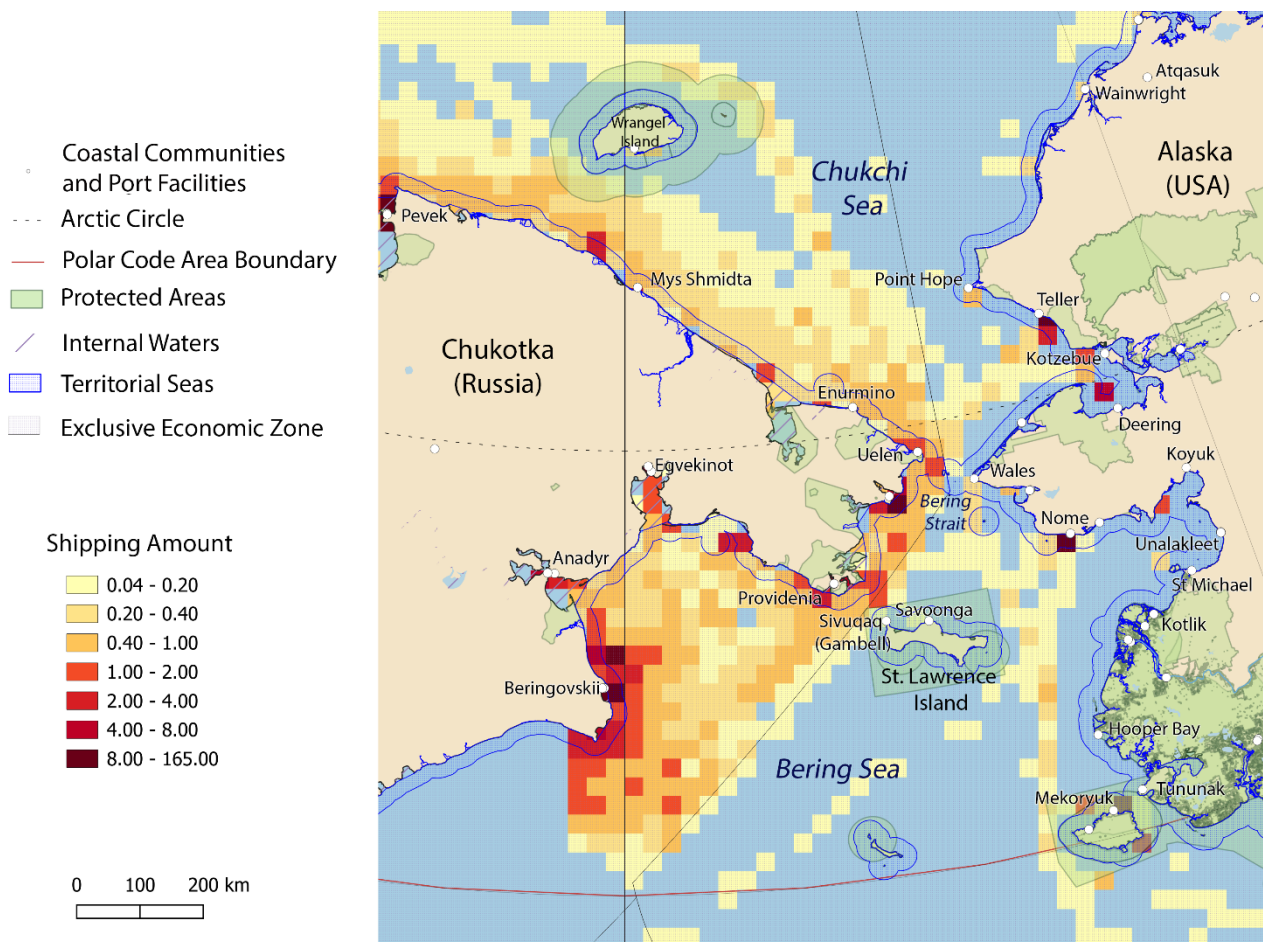 Coastal Communities
and Port Facilities
Arctic Circle
Polar Code Area Boundary
Protected Areas
Internal Waters
Territorial Seas
Exclusive Economic Zone
Shipping Amount
0.04 - 0.20
0.20 - 0.40
0.40 - 1.00
1.00 - 2.00
2.00 - 4.00
4.00 - 8.00
8.00 - 165.00
0 100 200 km
Atqasuk
Wainwright
Wrangel
Island
Alaska
(USA)
Chukchi
Sea
Pevek
Mys Shmidta
Point Hope
Teller
Kotzebue
Chukotka
(Russia)
Enurmino
Deering
Uelen
Koyuk
Egvekinot
Wales
Bering
Strait
Nome
Unalakleet
Anadyr
St Michael
Providenia
Savoonga
Sivuqaq
(Gambell)
Kotlik
St. Lawrence
Island
Beringovskii
Hooper Bay
Bering Sea
Tununak
Mekoryuk